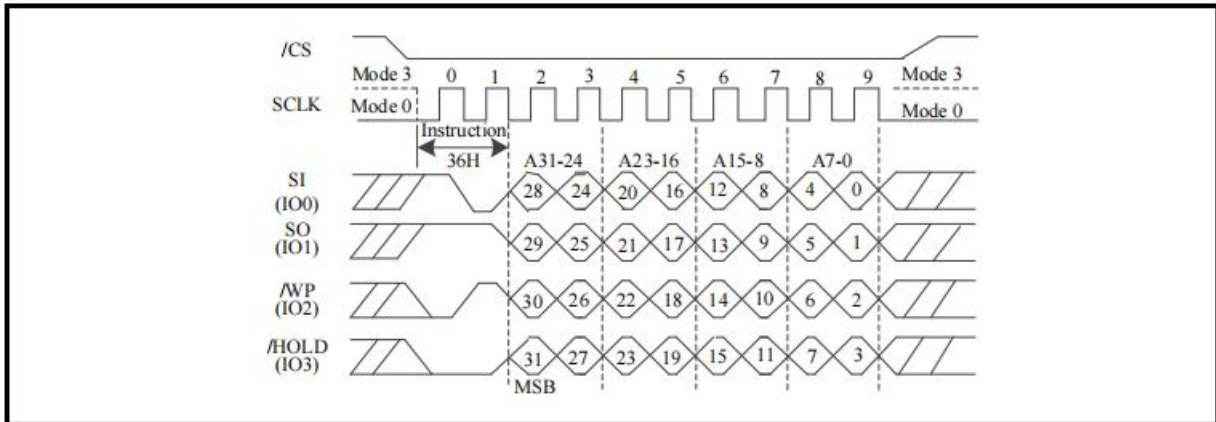 /CS
Mode 3 0 1 2 3 4 5 6 7 8 9 Mode 3
SCLK Mode 0 Mode 0
Instruction
36H A31-24 A23-16 A15-8 A7-0
SI
(IO0) 28 24 20 16 12 8 4 0
SO
(IO1) 29 25 21 17 13 9 5 1
/WP
(IO2) 30 26 22 18 14 10 6 2
/HOLD
(IO3) 31 27 23 19 15 11 7 3
MSB